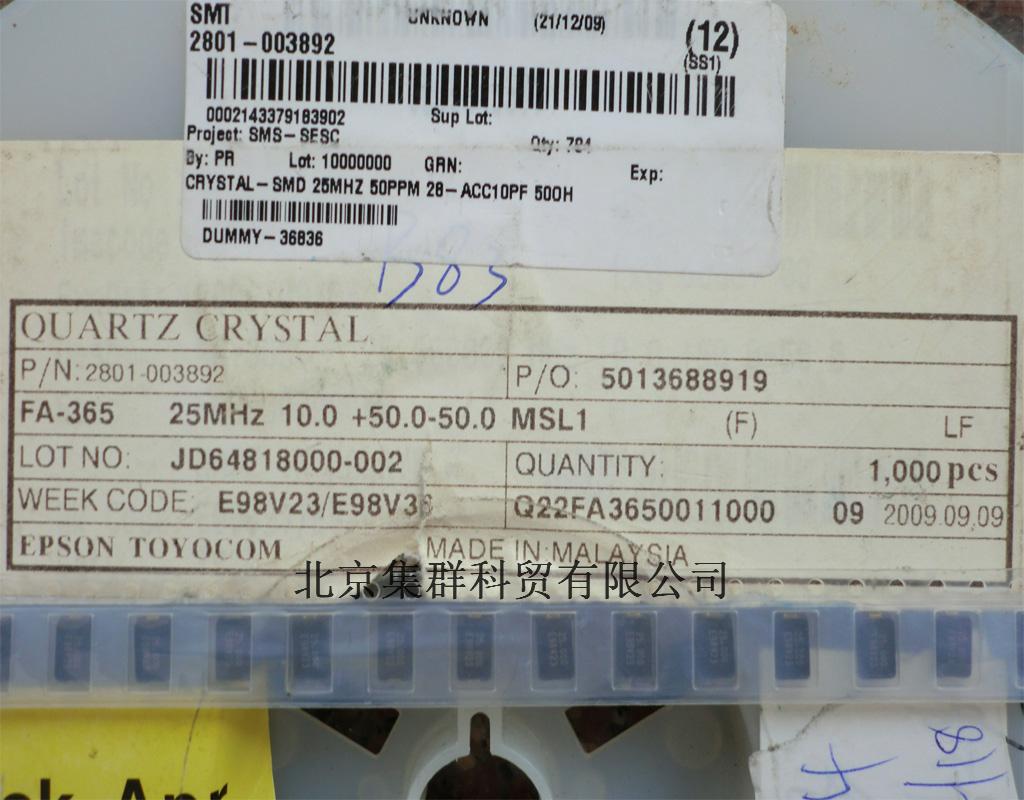 SMT UNKNOWN (21/12/09)
2801-003892 (12)
(SS1)
0002143379183902 Sup Lot:
Project: SMS-SESC Qty: 784
By: PR Lot: 10000000 GRN: Exp:
CRYSTAL-SMD 25MHZ 50PPM 28-ACC10PF 50OH
DUMMY-36836
QUARTZ CRYSTAL
P/N: 2801-003892 P/O: 5013688919
FA-365 25MHz 10.0 +50.0-50.0 MSL1 (F) LF
LOT NO: JD64818000-002 QUANTITY: 1,000 pcs
WEEK CODE: E98V23/E98V3 Q22FA3650011000 09 2009.09.09
EPSON TOYOCOM MADE IN MALAYSIA
北京集群科贸有限公司